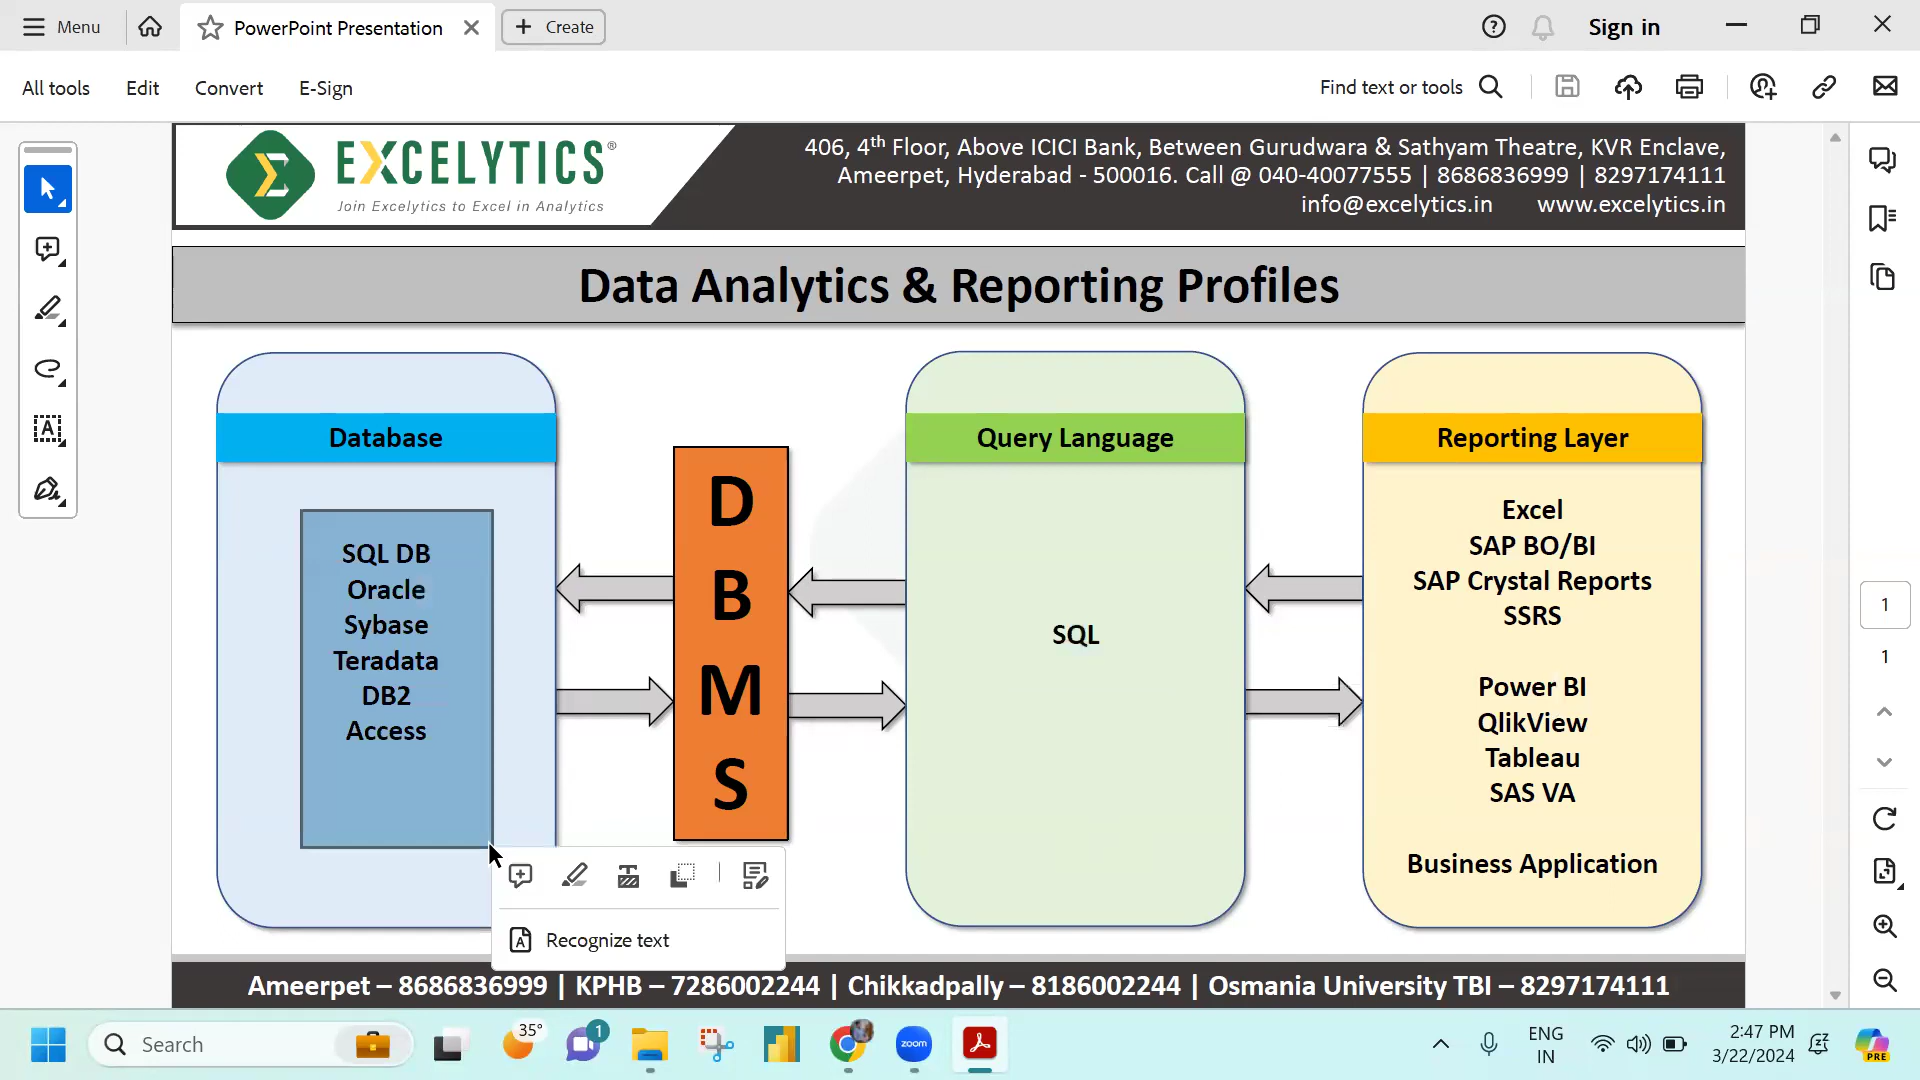 Menu
PowerPoint Presentation
Create
Sign in
All tools
Edit
Convert
E-Sign
Find text or tools
EXCELYTICS®
Join Excelytics to Excel in Analytics
406, 4th Floor, Above ICICI Bank, Between Gurudwara & Sathyam Theatre, KVR Enclave,
Ameerpet, Hyderabad - 500016. Call @ 040-40077555 | 8686836999 | 8297174111
info@excelytics.in www.excelytics.in
Data Analytics & Reporting Profiles
Database
SQL DB
Oracle
Sybase
Teradata
DB2
Access
D
B
M
S
Query Language
SQL
Reporting Layer
Excel
SAP BO/BI
SAP Crystal Reports
SSRS
Power BI
QlikView
Tableau
SAS VA
Business Application
1
1
Recognize text
Ameerpet – 8686836999 | KPHB – 7286002244 | Chikkadpally – 8186002244 | Osmania University TBI – 8297174111
Search
35°
1
zoom
ENG
IN
2:47 PM
3/22/2024
PRE